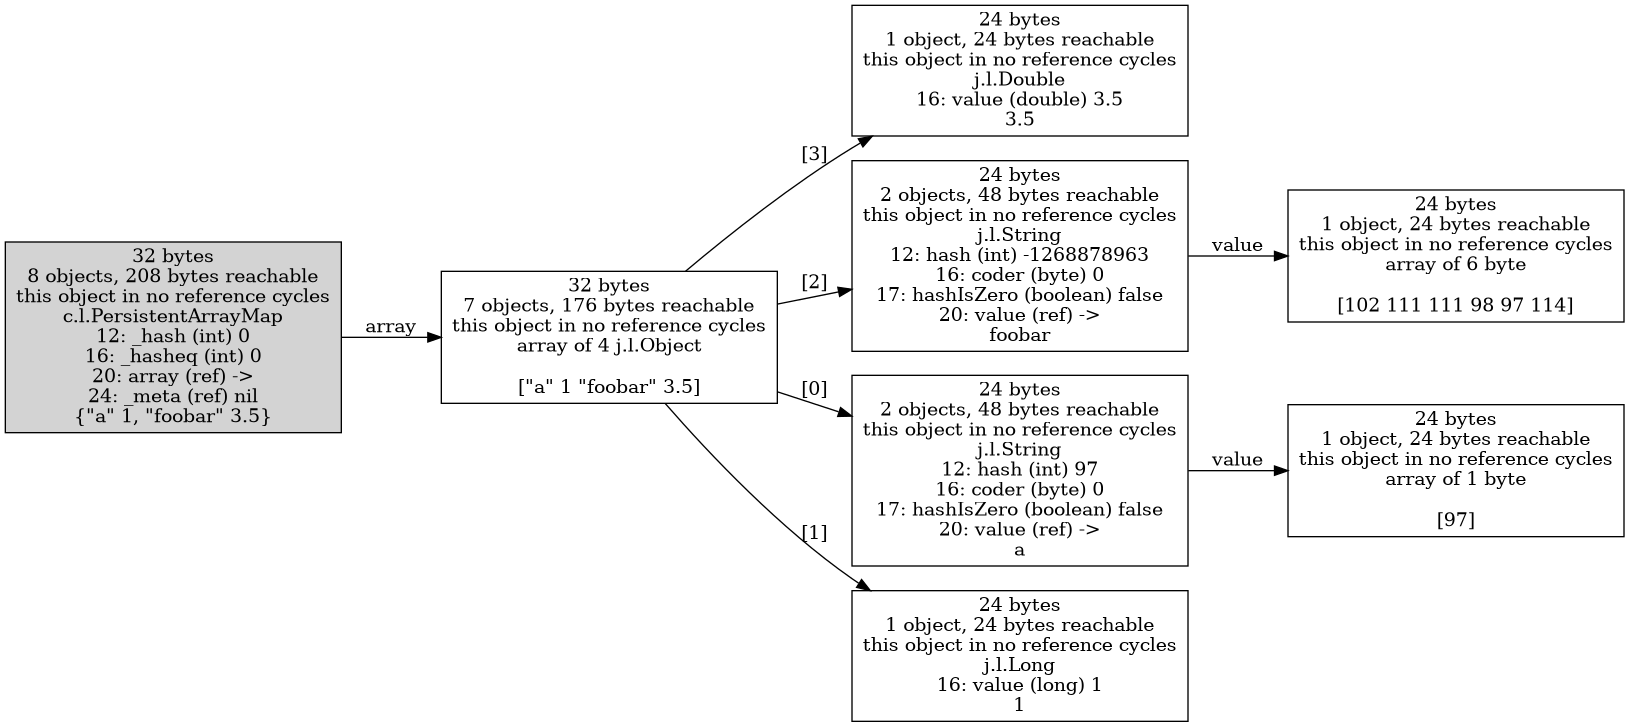 32 bytes
8 objects, 208 bytes reachable
this object in no reference cycles
c.l.PersistentArrayMap
12: _hash (int) 0
16: _hasheq (int) 0
20: array (ref) ->
24: _meta (ref) nil
{"a" 1, "foobar" 3.5}
array
32 bytes
7 objects, 176 bytes reachable
this object in no reference cycles
array of 4 j.l.Object
["a" 1 "foobar" 3.5]
[3]
[2]
[0]
[1]
24 bytes
1 object, 24 bytes reachable
this object in no reference cycles
j.l.Double
16: value (double) 3.5
3.5
24 bytes
2 objects, 48 bytes reachable
this object in no reference cycles
j.l.String
12: hash (int) -1268878963
16: coder (byte) 0
17: hashIsZero (boolean) false
20: value (ref) ->
foobar
value
24 bytes
1 object, 24 bytes reachable
this object in no reference cycles
array of 6 byte
[102 111 111 98 97 114]
24 bytes
2 objects, 48 bytes reachable
this object in no reference cycles
j.l.String
12: hash (int) 97
16: coder (byte) 0
17: hashIsZero (boolean) false
20: value (ref) ->
a
value
24 bytes
1 object, 24 bytes reachable
this object in no reference cycles
array of 1 byte
[97]
24 bytes
1 object, 24 bytes reachable
this object in no reference cycles
j.l.Long
16: value (long) 1
1